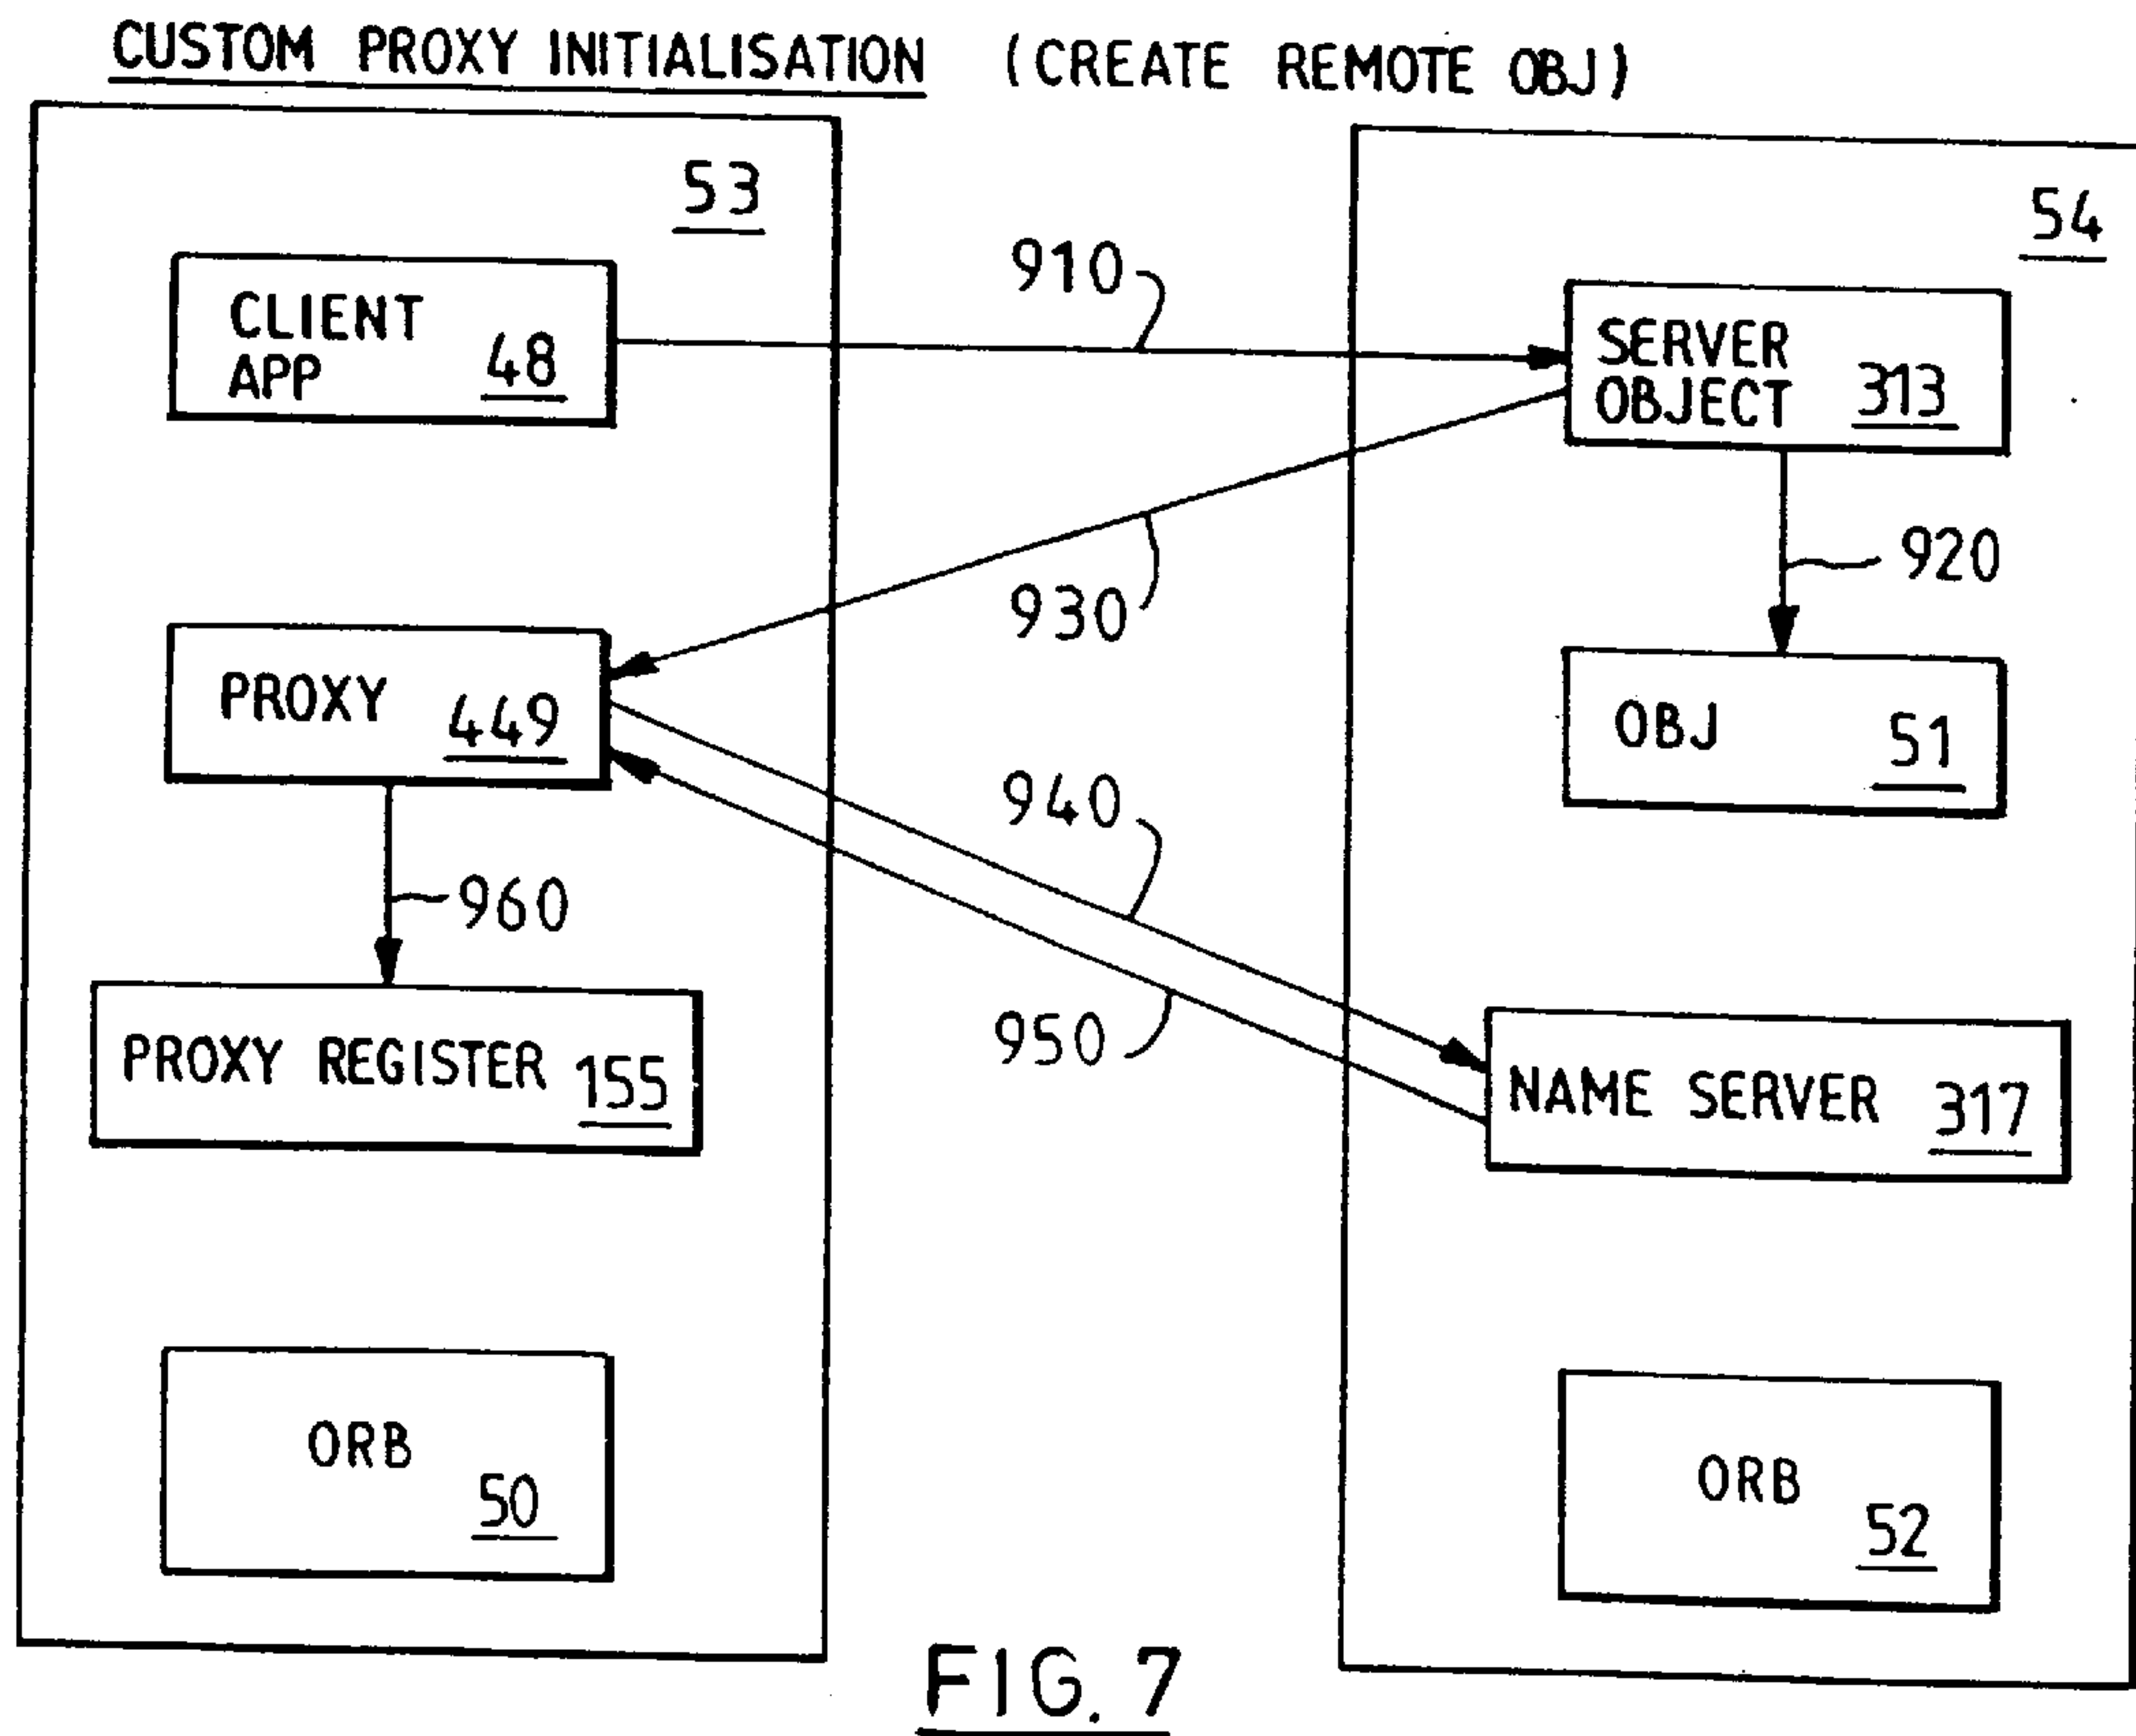 CUSTOM PROXY INITIALISATION (CREATE REMOTE OBJ)
53
CLIENT
APP 48
PROXY 449
960
PROXY REGISTER 155
ORB
50
910
930
940
950
54
SERVER
OBJECT 313
920
OBJ 51
NAME SERVER 317
ORB
52
FIG. 7